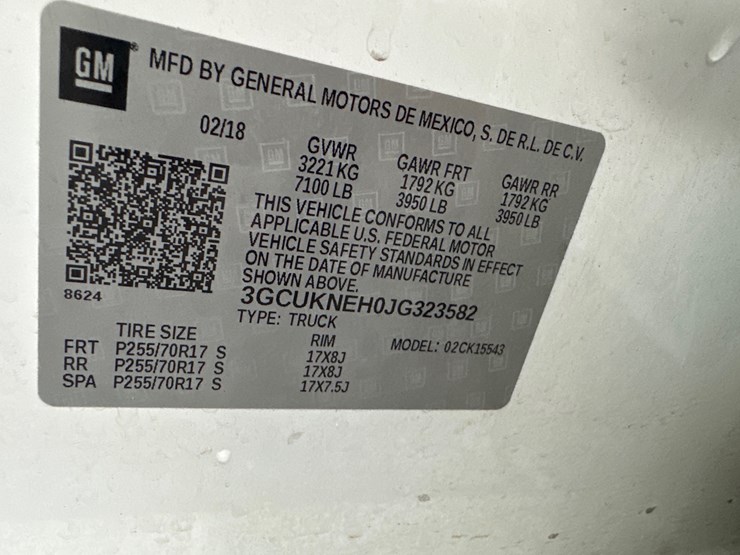 GM
MFD BY GENERAL MOTORS DE MEXICO, S. DE R.L. DE C.V.
02/18
GVWR GAWR FRT GAWR RR
3221 KG 1792 KG 1792 KG
7100 LB 3950 LB 3950 LB
THIS VEHICLE CONFORMS TO ALL
APPLICABLE U.S. FEDERAL MOTOR
VEHICLE SAFETY STANDARDS IN EFFECT
ON THE DATE OF MANUFACTURE
SHOWN ABOVE.
8624
3GCUKNEH0JG323582
TYPE: TRUCK
MODEL: 02CK15543
TIRE SIZE RIM
FRT P255/70R17 S 17X8J
RR P255/70R17 S 17X8J
SPA P255/70R17 S 17X7.5J